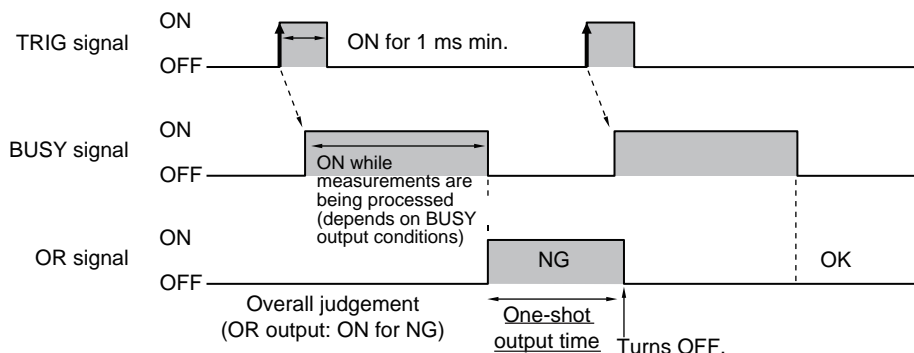 ON
TRIG signal
ON for 1 ms min.
OFF
ON
BUSY signal
OFF
ON while
measurements are
being processed
(depends on BUSY
output conditions)
ON
OR signal
NG
OK
OFF
Overall judgement
(OR output: ON for NG)
One-shot
output time
Turns OFF.